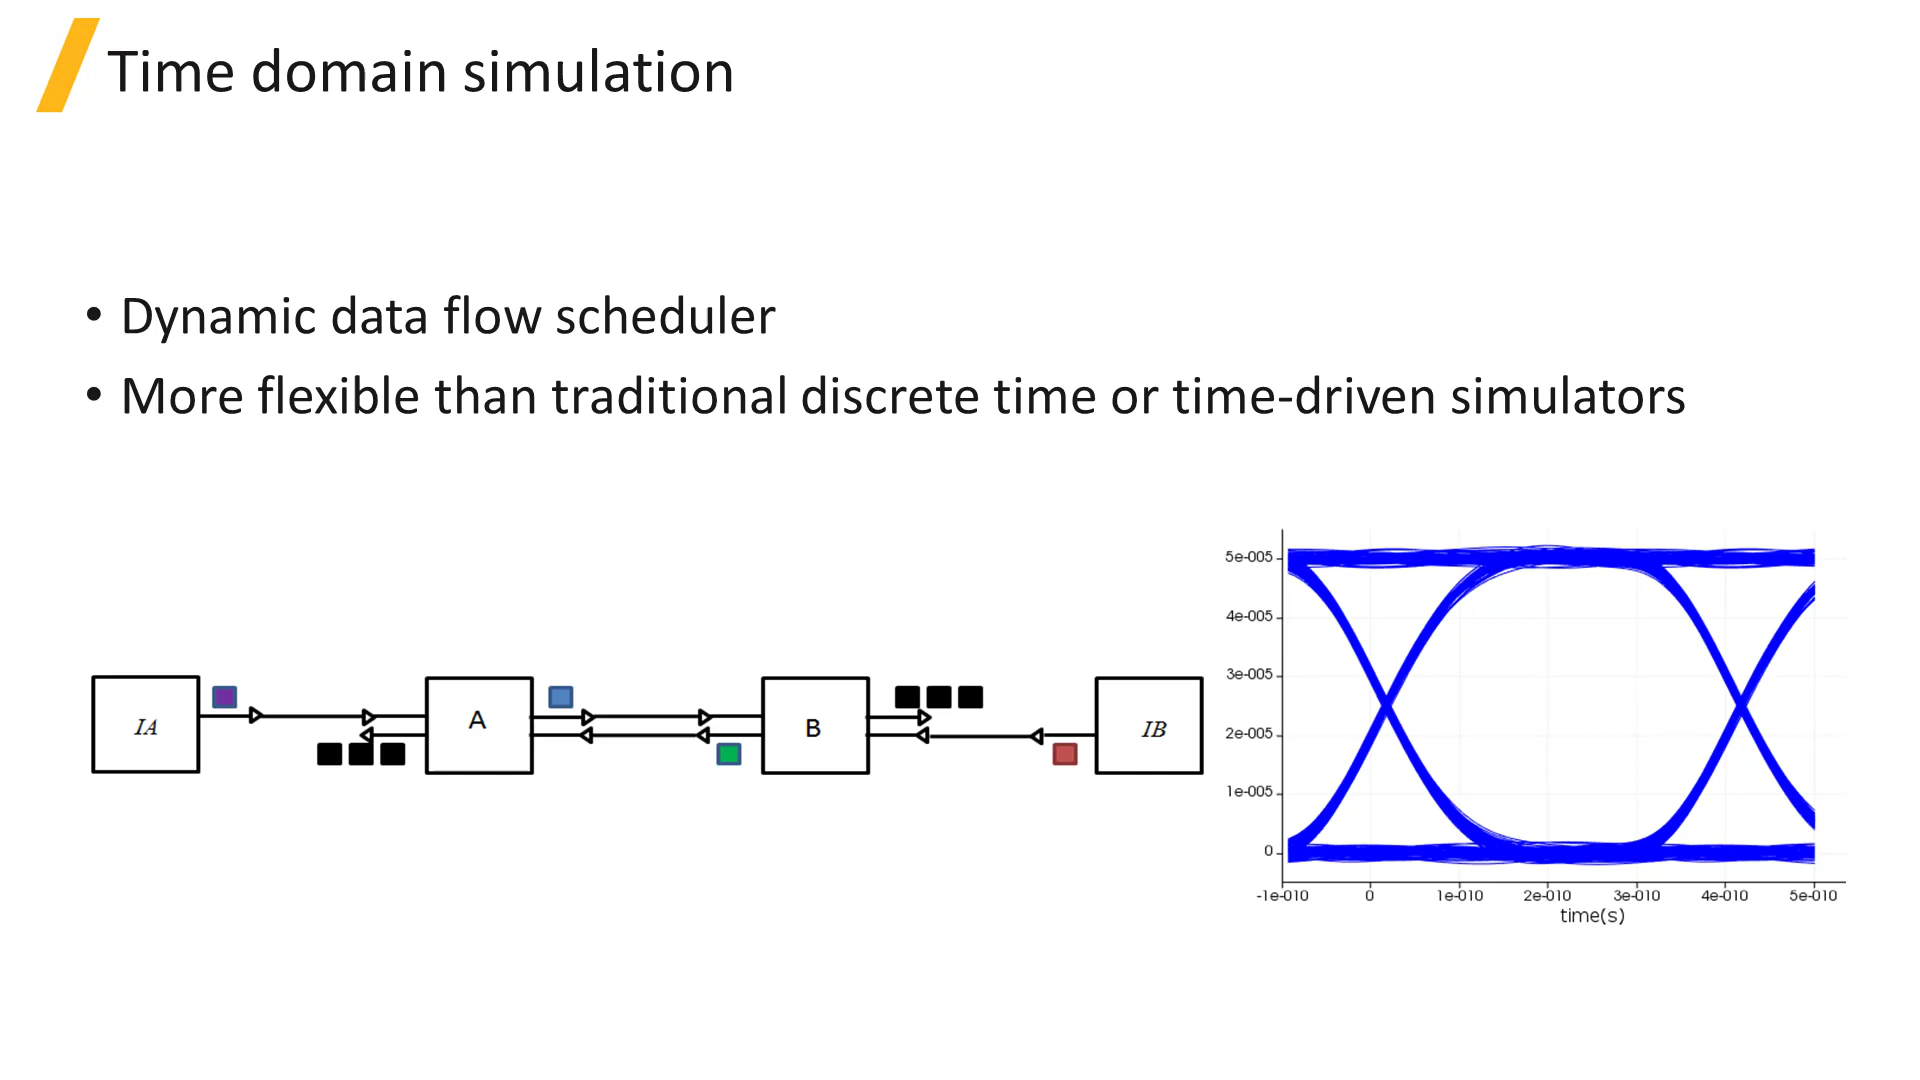 Time domain simulation
• Dynamic data flow scheduler
• More flexible than traditional discrete time or time-driven simulators
IA
A
B
IB
5e-005
4e-005
3e-005
2e-005
1e-005
0
-1e-010 0 1e-010 2e-010 3e-010 4e-010 5e-010
time(s)